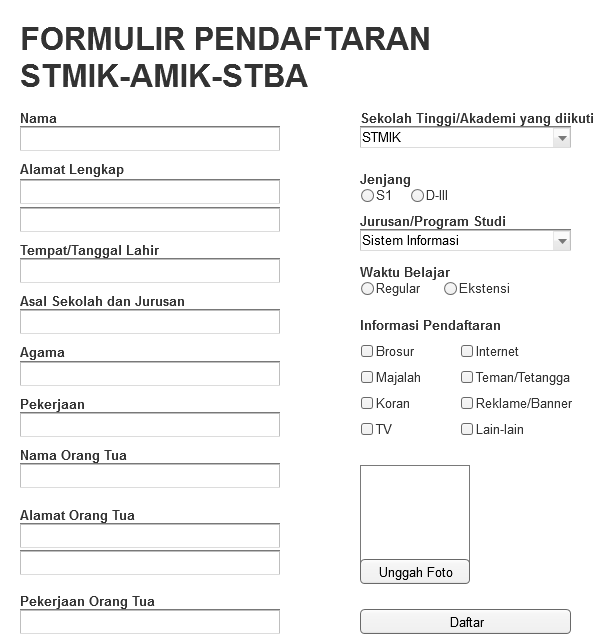 FORMULIR PENDAFTARAN
STMIK-AMIK-STBA
Nama
Alamat Lengkap
Tempat/Tanggal Lahir
Asal Sekolah dan Jurusan
Agama
Pekerjaan
Nama Orang Tua
Alamat Orang Tua
Pekerjaan Orang Tua
Sekolah Tinggi/Akademi yang diikuti
STMIK
Jenjang
S1 D-III
Jurusan/Program Studi
Sistem Informasi
Waktu Belajar
Regular Ekstensi
Informasi Pendaftaran
Brosur Internet
Majalah Teman/Tetangga
Koran Reklame/Banner
TV Lain-lain
Unggah Foto
Daftar